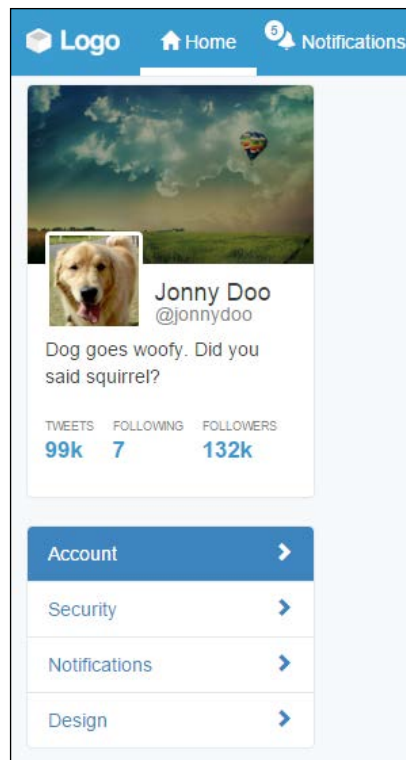 Logo Home 5 Notifications
Jonny Doo
@jonnydoo
Dog goes woofy. Did you
said squirrel?
TWEETS FOLLOWING FOLLOWERS
99k 7 132k
Account
Security
Notifications
Design